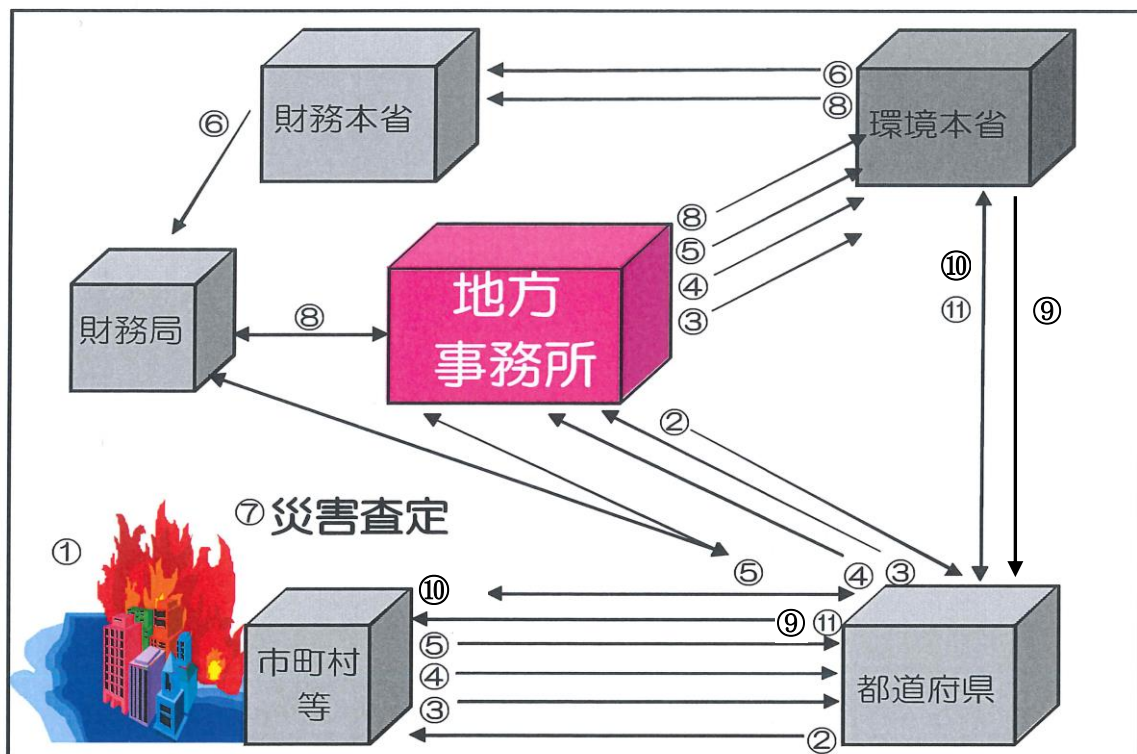 ⑥
⑧
財務本省
環境本省
⑥
⑧
⑤
④
③
⑩
⑪
⑨
地方
事務所
財務局
⑧
②
⑦災害査定
①
⑤
④
③
⑩
⑨
⑪
市町村
等
⑤
④
③
②
都道府県